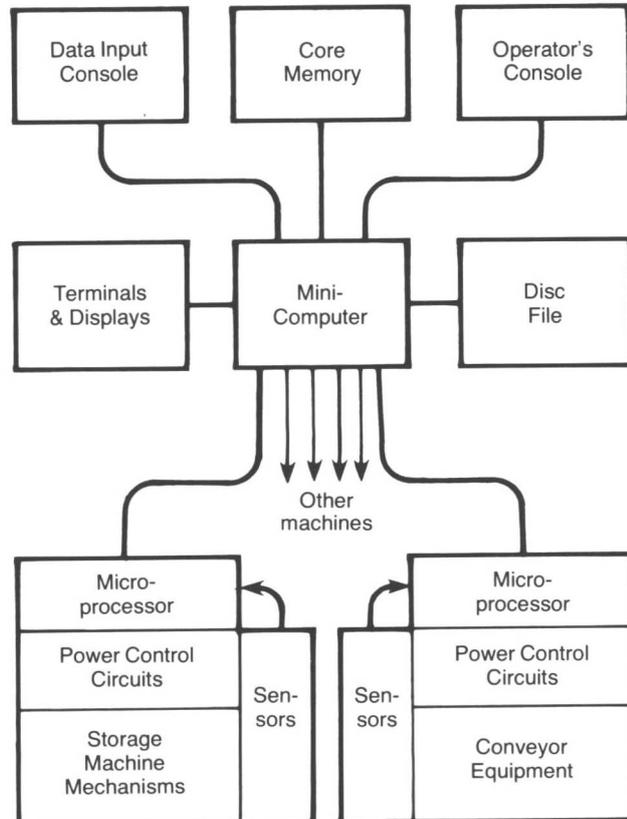 Data Input
Console
Core
Memory
Operator's
Console
Terminals
& Displays
Mini-
Computer
Disc
File
Other
machines
Micro-
processor
Power Control
Circuits
Storage
Machine
Mechanisms
Sen-
sors
Sen-
sors
Micro-
processor
Power Control
Circuits
Conveyor
Equipment